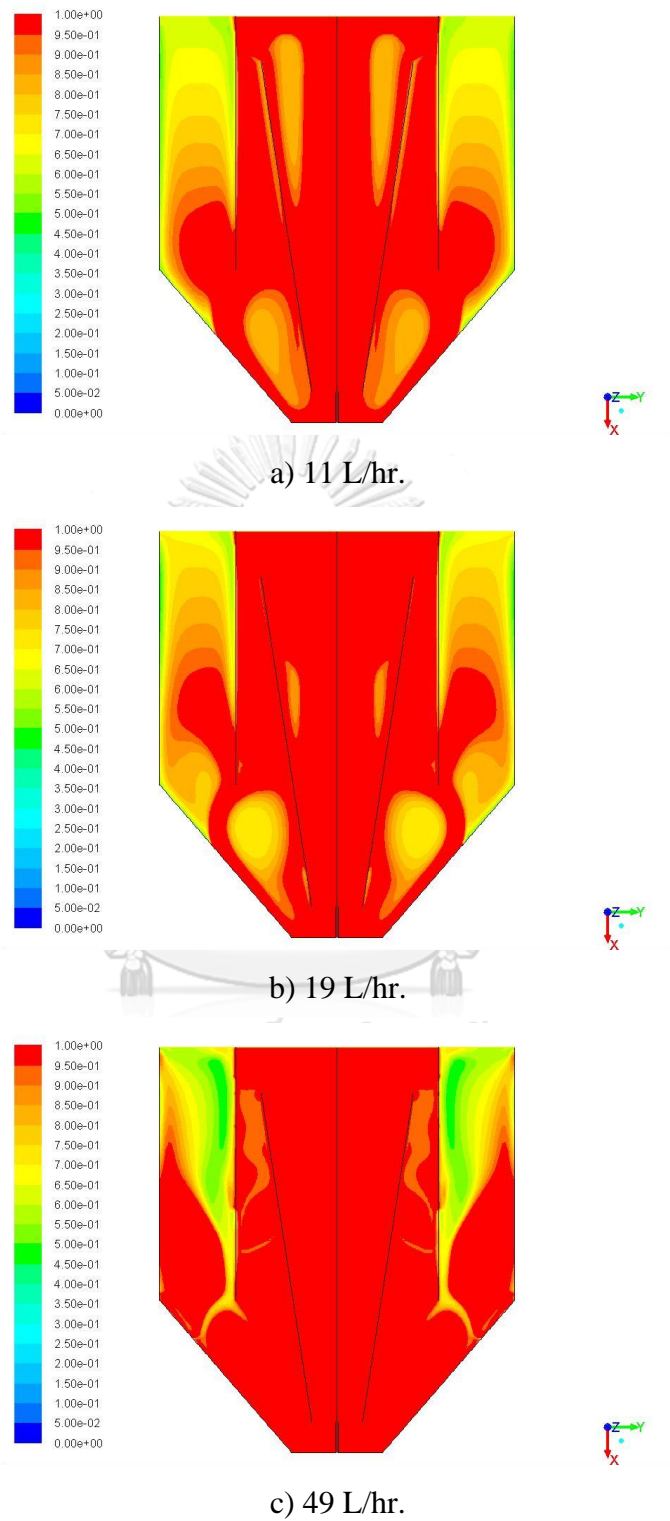 1.00e+00
9.50e-01
9.00e-01
8.50e-01
8.00e-01
7.50e-01
7.00e-01
6.50e-01
6.00e-01
5.50e-01
5.00e-01
4.50e-01
4.00e-01
3.50e-01
3.00e-01
2.50e-01
2.00e-01
1.50e-01
1.00e-01
5.00e-02
0.00e+00
Z Y
X
a) 11 L/hr.
1.00e+00
9.50e-01
9.00e-01
8.50e-01
8.00e-01
7.50e-01
7.00e-01
6.50e-01
6.00e-01
5.50e-01
5.00e-01
4.50e-01
4.00e-01
3.50e-01
3.00e-01
2.50e-01
2.00e-01
1.50e-01
1.00e-01
5.00e-02
0.00e+00
Z Y
X
b) 19 L/hr.
1.00e+00
9.50e-01
9.00e-01
8.50e-01
8.00e-01
7.50e-01
7.00e-01
6.50e-01
6.00e-01
5.50e-01
5.00e-01
4.50e-01
4.00e-01
3.50e-01
3.00e-01
2.50e-01
2.00e-01
1.50e-01
1.00e-01
5.00e-02
0.00e+00
Z Y
X
c) 49 L/hr.